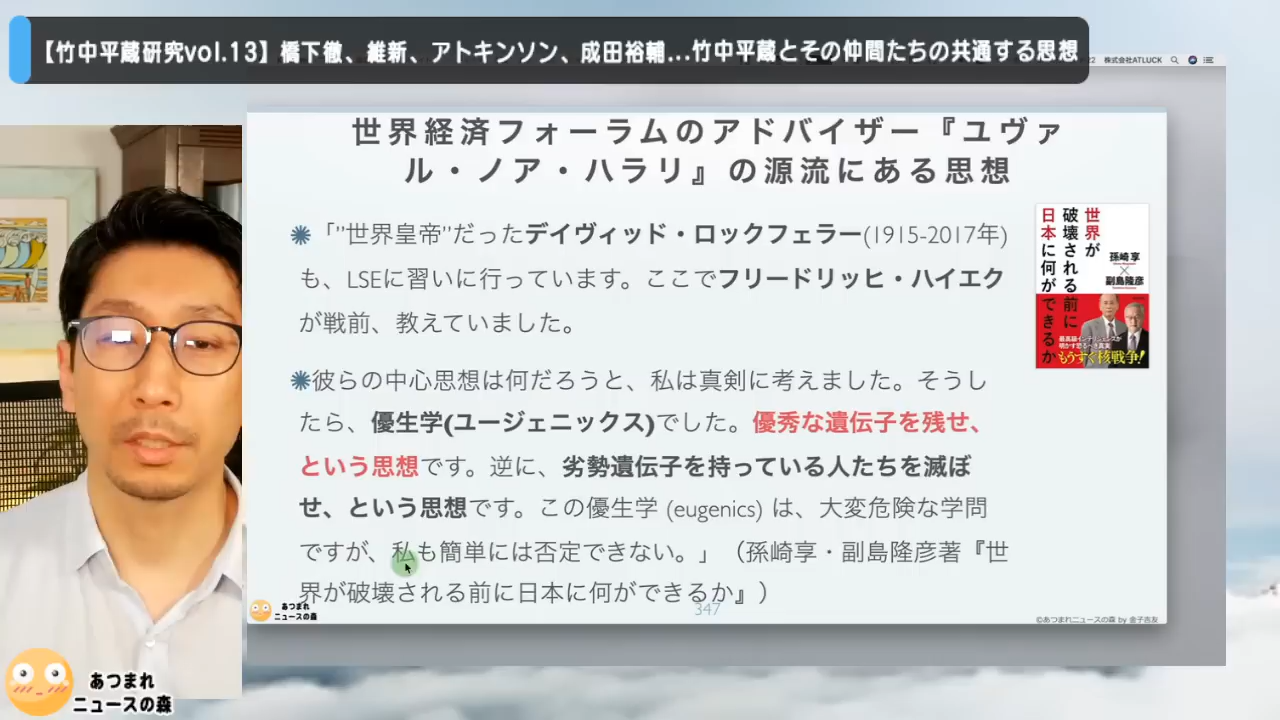 【竹中平蔵研究vol.13】橋下徹、維新、アトキンソン、成田裕輔...竹中平蔵とその仲間たちの共通する思想
株式会社ATLUCK
世界経済フォーラムのアドバイザー『ユヴァ
ル・ノア・ハラリ』の源流にある思想
「”世界皇帝”だったデイヴィッド・ロックフェラー(1915-2017年)
も、LSEに習いに行っています。ここでフリードリッヒ・ハイエク
が戦前、教えていました。
彼らの中心思想は何だろうと、私は真剣に考えました。そうし
たら、優生学(ユージェニックス)でした。優秀な遺伝子を残せ、
という思想です。逆に、劣勢遺伝子を持っている人たちを滅ぼ
せ、という思想です。この優生学 (eugenics) は、大変危険な学問
ですが、私も簡単には否定できない。」（孫崎享・副島隆彦著『世
界が破壊される前に日本に何ができるか』）
347
世界が
破壊される前に
日本に何ができるか
孫崎享
×
副島隆彦
もうすぐ核戦争!
あつまれ
ニュースの森
©あつまれニュースの森 by 金子吉友
あつまれ
ニュースの森